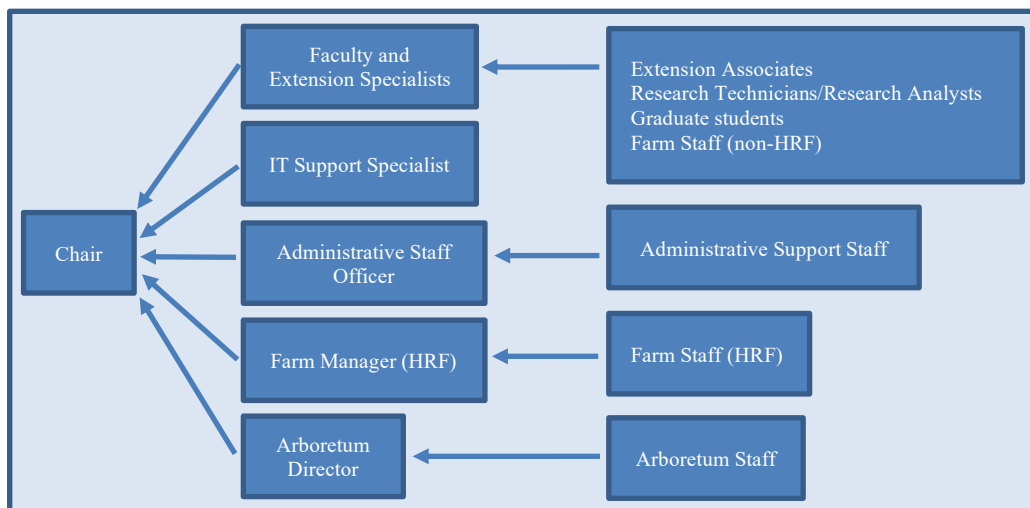 Faculty and
Extension Specialists
Extension Associates
Research Technicians/Research Analysts
Graduate students
Farm Staff (non-HRF)
IT Support Specialist
Chair
Administrative Staff
Officer
Administrative Support Staff
Farm Manager (HRF)
Farm Staff (HRF)
Arboretum
Director
Arboretum Staff